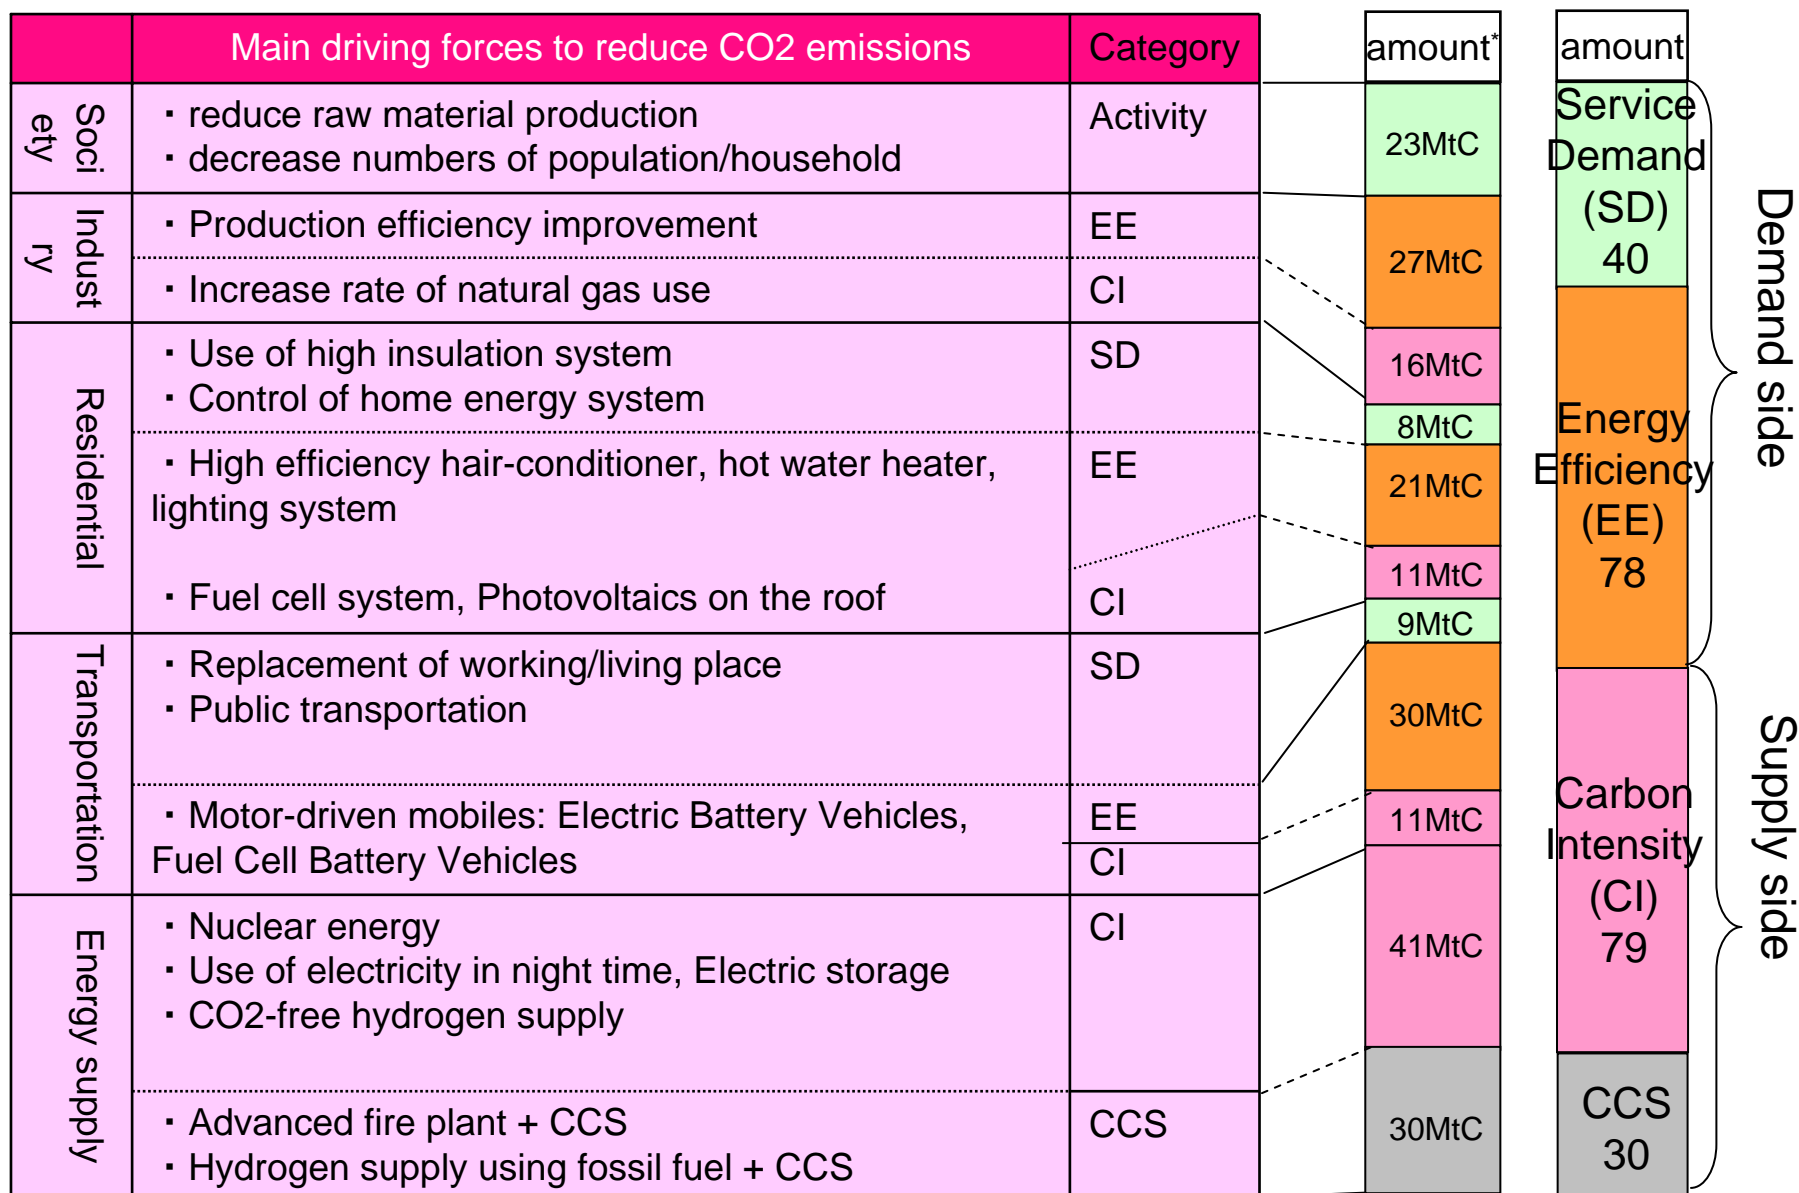 Main driving forces to reduce CO2 emissions
Category
amount*
amount
Soci
ety
・reduce raw material production
・decrease numbers of population/household
Activity
23MtC
Indust
ry
・Production efficiency improvement
EE
27MtC
・Increase rate of natural gas use
CI
16MtC
Residential
・Use of high insulation system
・Control of home energy system
SD
8MtC
・High efficiency hair-conditioner, hot water heater,
lighting system
EE
21MtC
・Fuel cell system, Photovoltaics on the roof
CI
11MtC
Transportation
・Replacement of working/living place
・Public transportation
SD
9MtC
・Motor-driven mobiles: Electric Battery Vehicles,
Fuel Cell Battery Vehicles
EE
CI
30MtC
11MtC
Energy supply
・Nuclear energy
・Use of electricity in night time, Electric storage
・CO2-free hydrogen supply
CI
41MtC
・Advanced fire plant + CCS
・Hydrogen supply using fossil fuel + CCS
CCS
30MtC
Service
Demand
(SD)
40
Energy
Efficiency
(EE)
78
Carbon
Intensity
(CI)
79
CCS
30
Demand side
Supply side